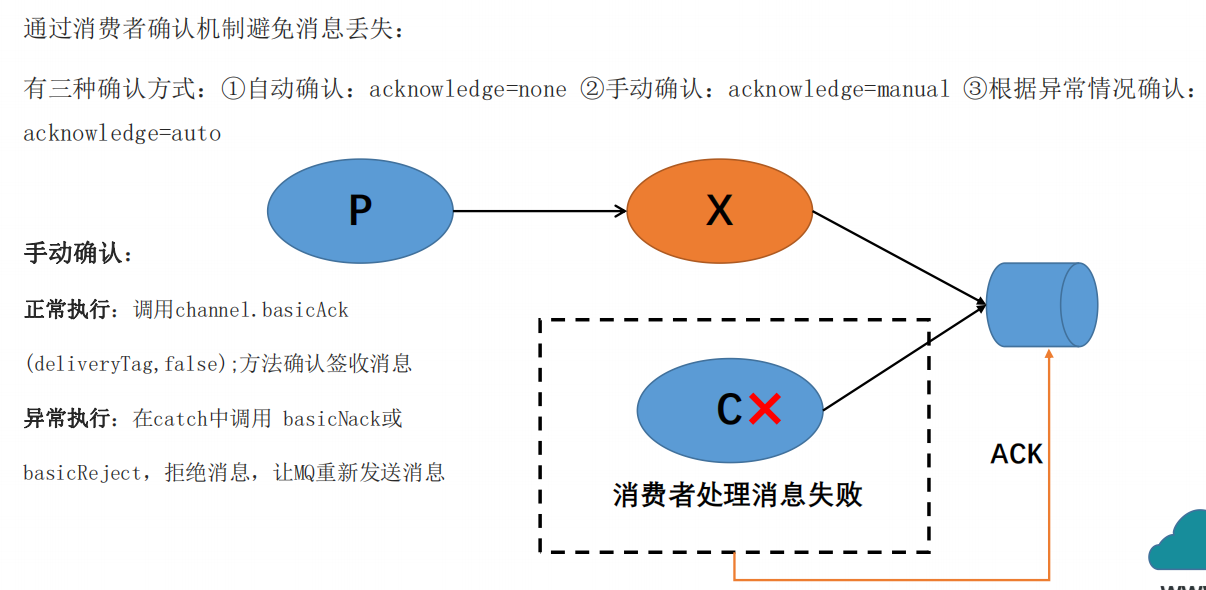 通过消费者确认机制避免消息丢失：
有三种确认方式：①自动确认：acknowledge=none ②手动确认：acknowledge=manual ③根据异常情况确认：
acknowledge=auto
P
X
手动确认：
正常执行：调用channel.basicAck
(deliveryTag,false);方法确认签收消息
异常执行：在catch中调用 basicNack或
basicReject，拒绝消息，让MQ重新发送消息
C
消费者处理消息失败
ACK